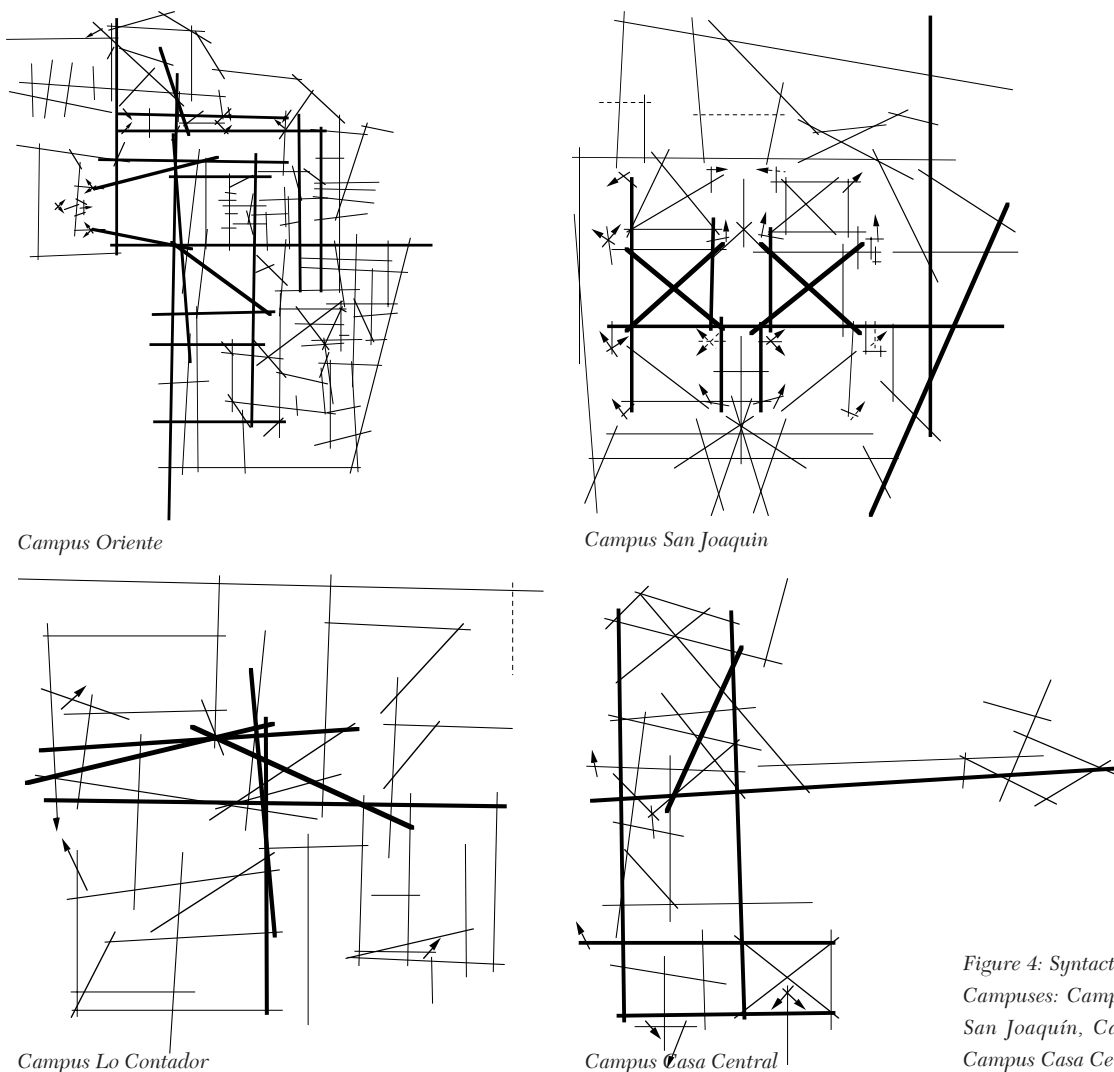 Campus Oriente
Campus San Joaquin
Campus Lo Contador
Campus Casa Central
Figure 4: Syntact
Campuses: Camp
San Joaquín, Ca
Campus Casa Ce